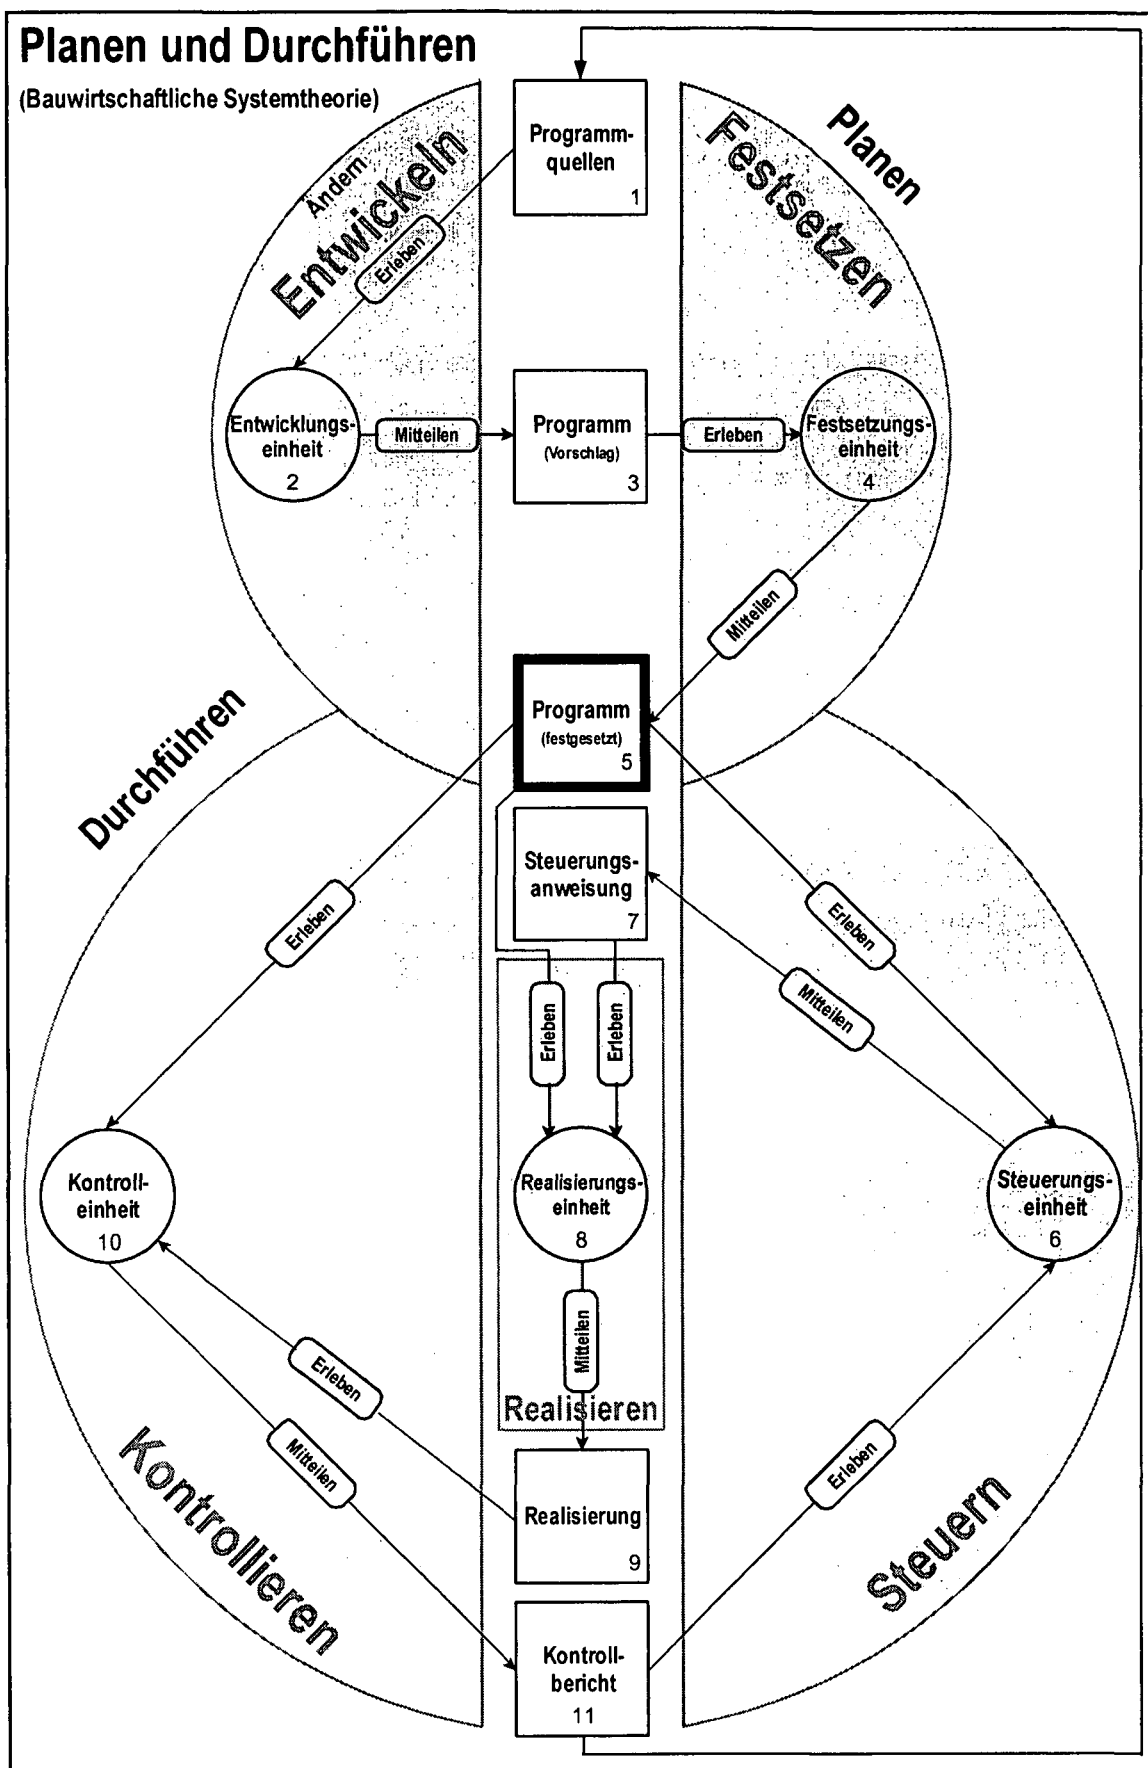 Planen und Durchführen
(Bauwirtschaftliche Systemtheorie)
Programm-
quellen
1
Planen
Festsetzen
Ändern
Entwickeln
Erleben
Entwicklungs-
einheit
2
Mitteilen
Programm
(Vorschlag)
3
Erleben
Festsetzungs-
einheit
4
Mitteilen
Programm
(festgesetzt)
5
Durchführen
Steuerungs-
anweisung
7
Erleben
Erleben
Mitteilen
Erleben
Erleben
Kontroll-
einheit
10
Realisierungs-
einheit
8
Steuerungs-
einheit
6
Mitteilen
Erleben
Realisieren
Mitteilen
Erleben
Kontrollieren
Realisierung
9
Steuern
Kontroll-
bericht
11